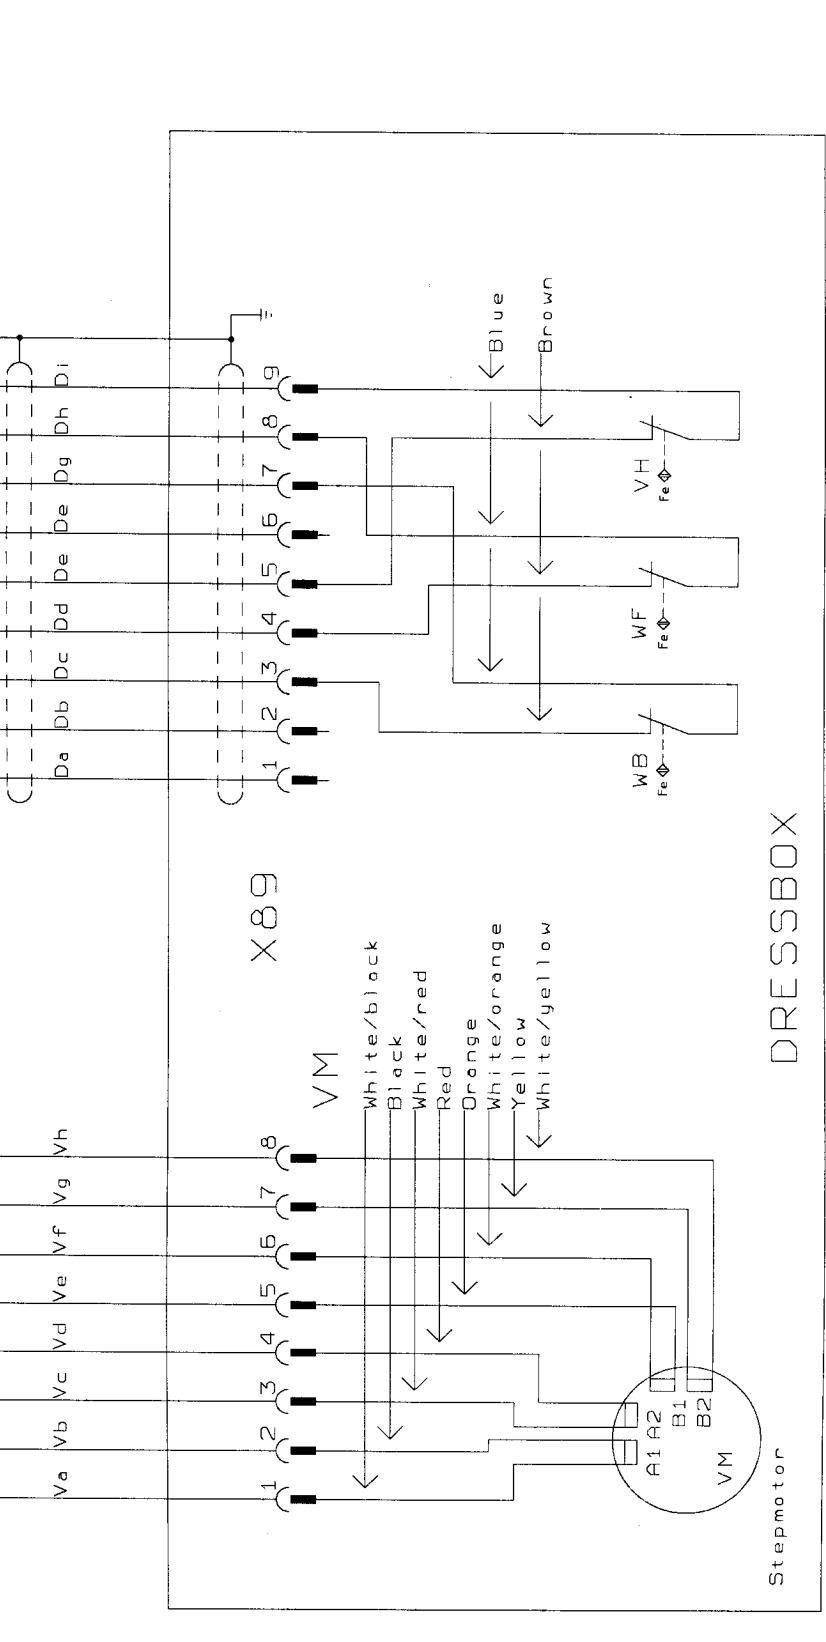 Di
Dh
Dg
De
De
Dd
Dc
Db
Da
9
8
7
6
5
4
3
2
1
Blue
Brown
VH
Fe
WF
Fe
WB
Fe
X89
DRESSBOX
VM
White/black
Black
White/red
Red
Orange
White/orange
Yellow
White/yellow
Vh
Vg
Vf
Ve
Vd
Vc
Vb
Va
8
7
6
5
4
3
2
1
A1
A2
B1
B2
VM
Stepmotor